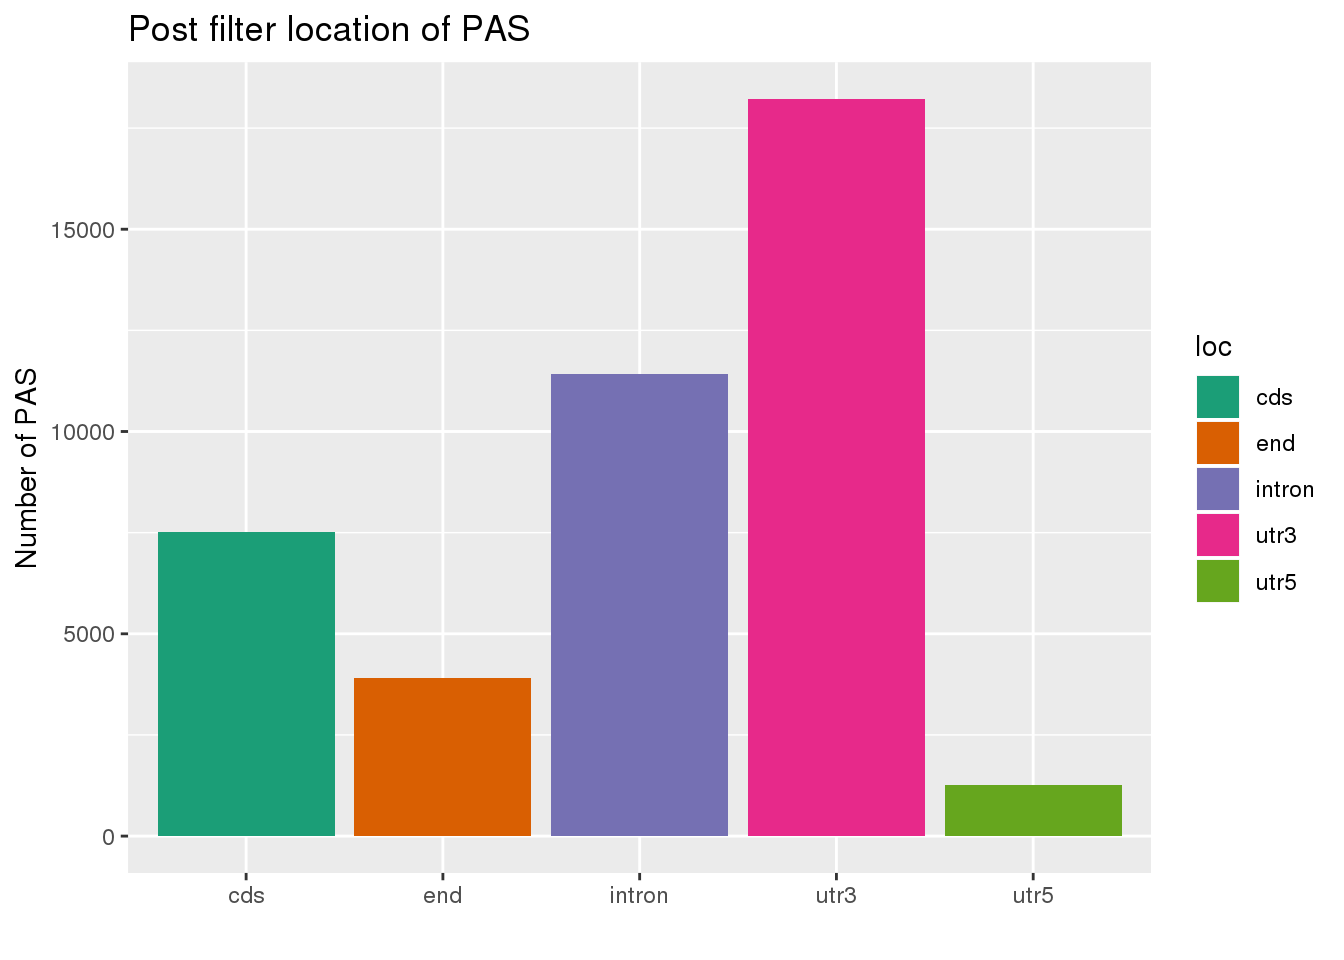 Post filter location of PAS
Number of PAS
15000
10000
5000
0
cds
end
intron
utr3
utr5
loc
cds
end
intron
utr3
utr5